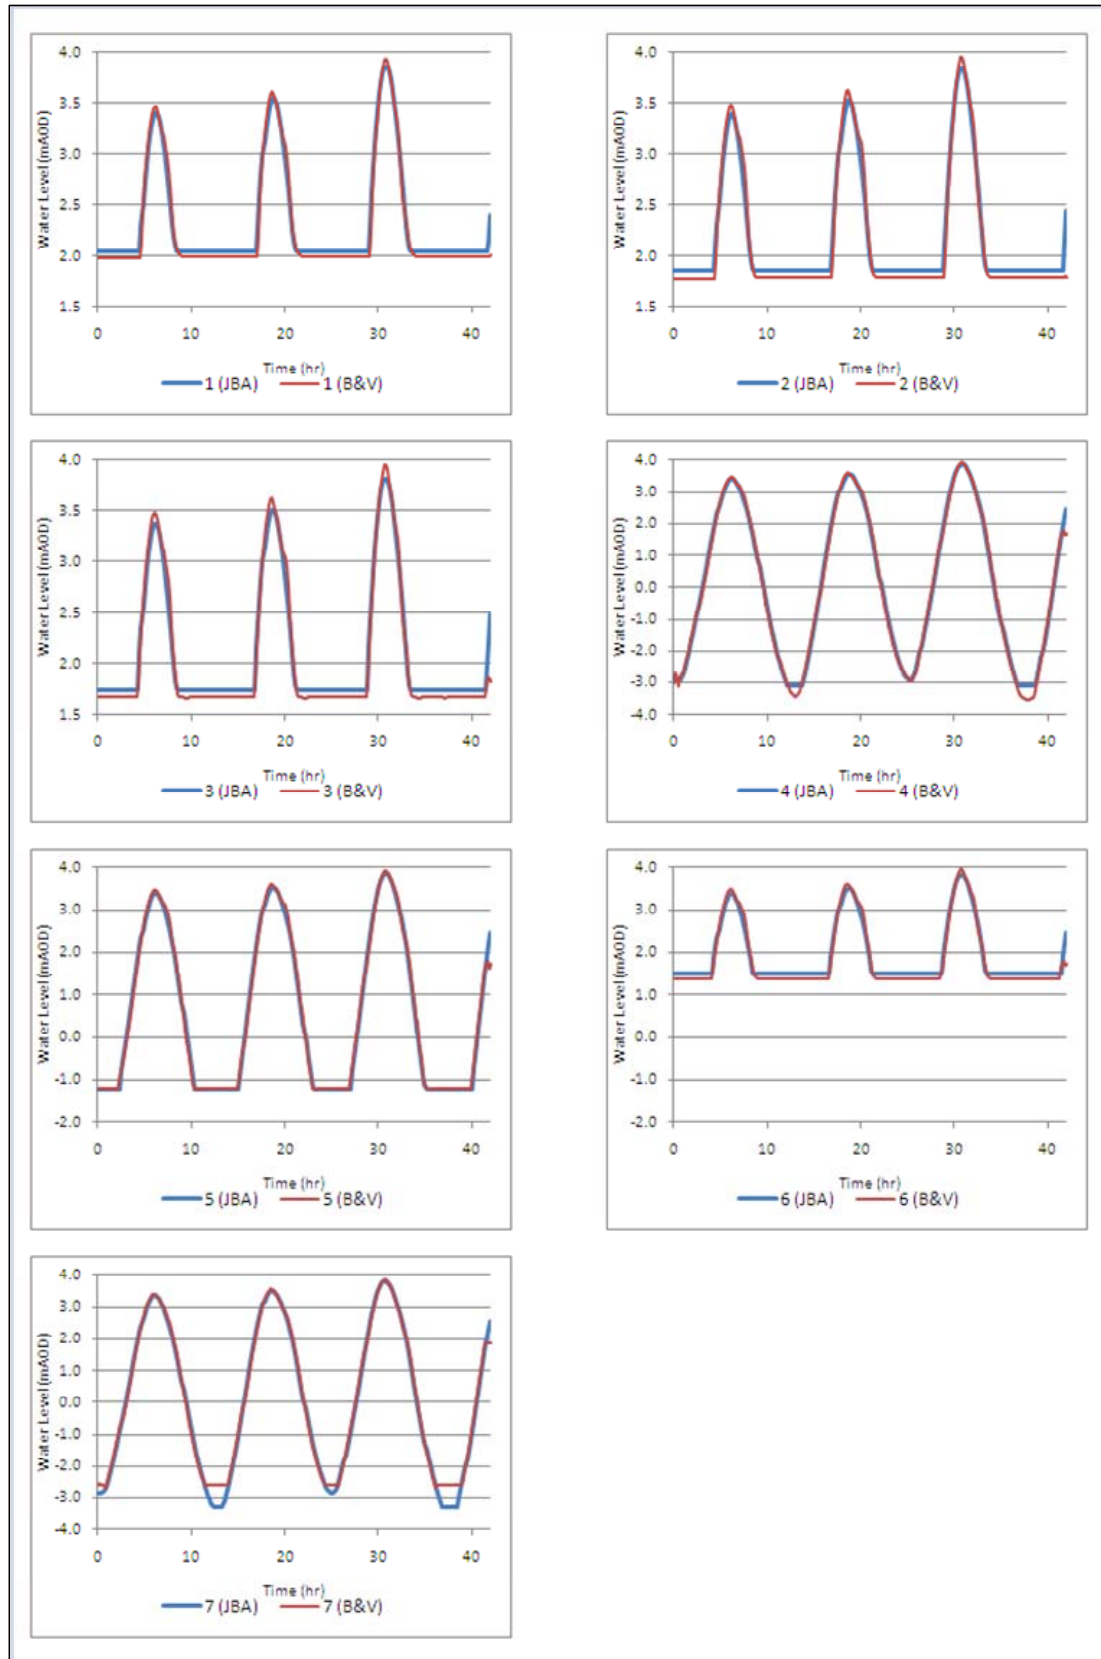 4.0
3.5
3.0
2.5
2.0
1.5
Water Level (mAOD)
0 10 20 30 40
Time (hr)
1 (JBA) 1 (B&V)
4.0
3.5
3.0
2.5
2.0
1.5
Water Level (mAOD)
0 10 20 30 40
Time (hr)
2 (JBA) 2 (B&V)
4.0
3.5
3.0
2.5
2.0
1.5
Water Level (mAOD)
0 10 20 30 40
Time (hr)
3 (JBA) 3 (B&V)
4.0
3.0
2.0
1.0
0.0
-1.0
-2.0
-3.0
-4.0
Water Level (mAOD)
0 10 20 30 40
Time (hr)
4 (JBA) 4 (B&V)
4.0
3.0
2.0
1.0
0.0
-1.0
-2.0
Water Level (mAOD)
0 10 20 30 40
Time (hr)
5 (JBA) 5 (B&V)
4.0
3.0
2.0
1.0
0.0
-1.0
-2.0
Water Level (mAOD)
0 10 20 30 40
Time (hr)
6 (JBA) 6 (B&V)
4.0
3.0
2.0
1.0
0.0
-1.0
-2.0
-3.0
-4.0
Water Level (mAOD)
0 10 20 30 40
Time (hr)
7 (JBA) 7 (B&V)